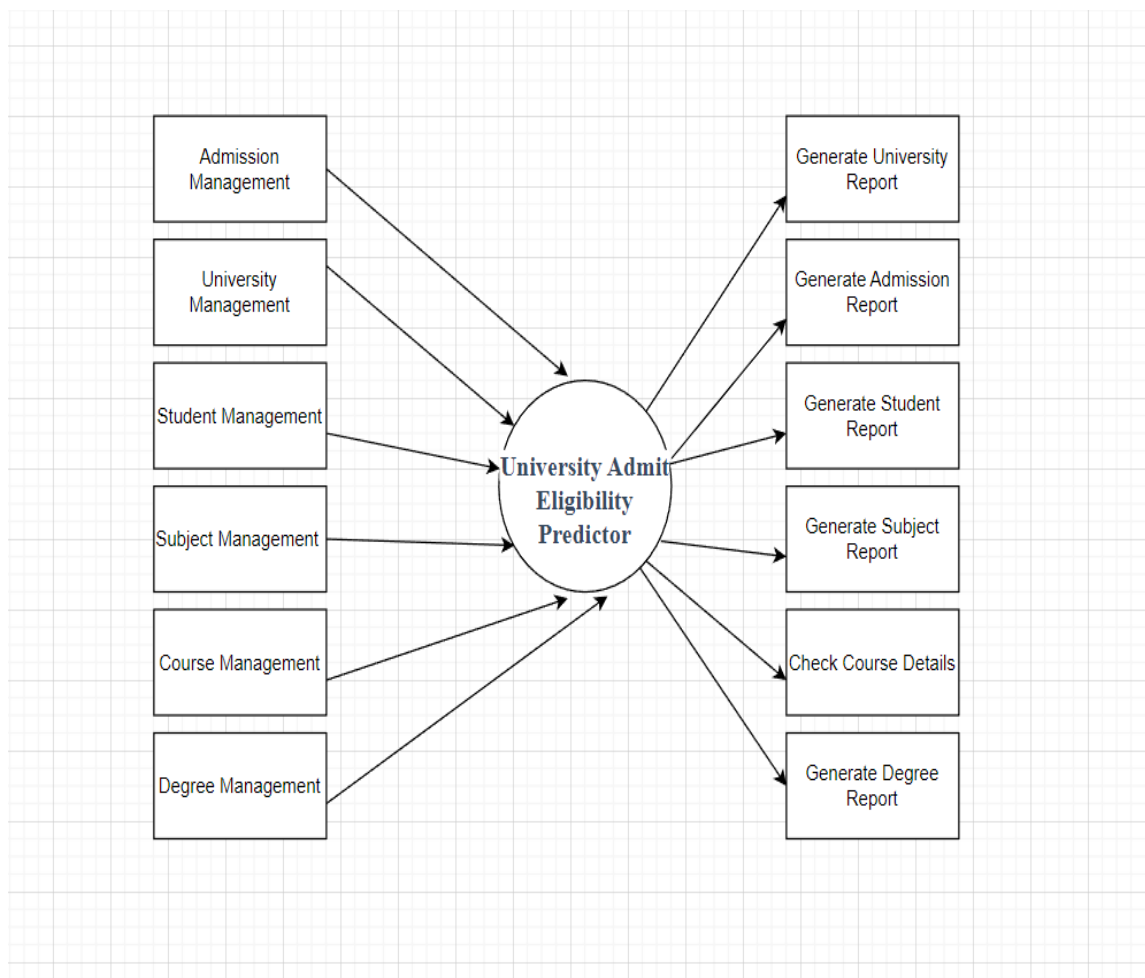 Admission
Management
University
Management
Student Management
Subject Management
Course Management
Degree Management
University Admit
Eligibility
Predictor
Generate University
Report
Generate Admission
Report
Generate Student
Report
Generate Subject
Report
Check Course Details
Generate Degree
Report